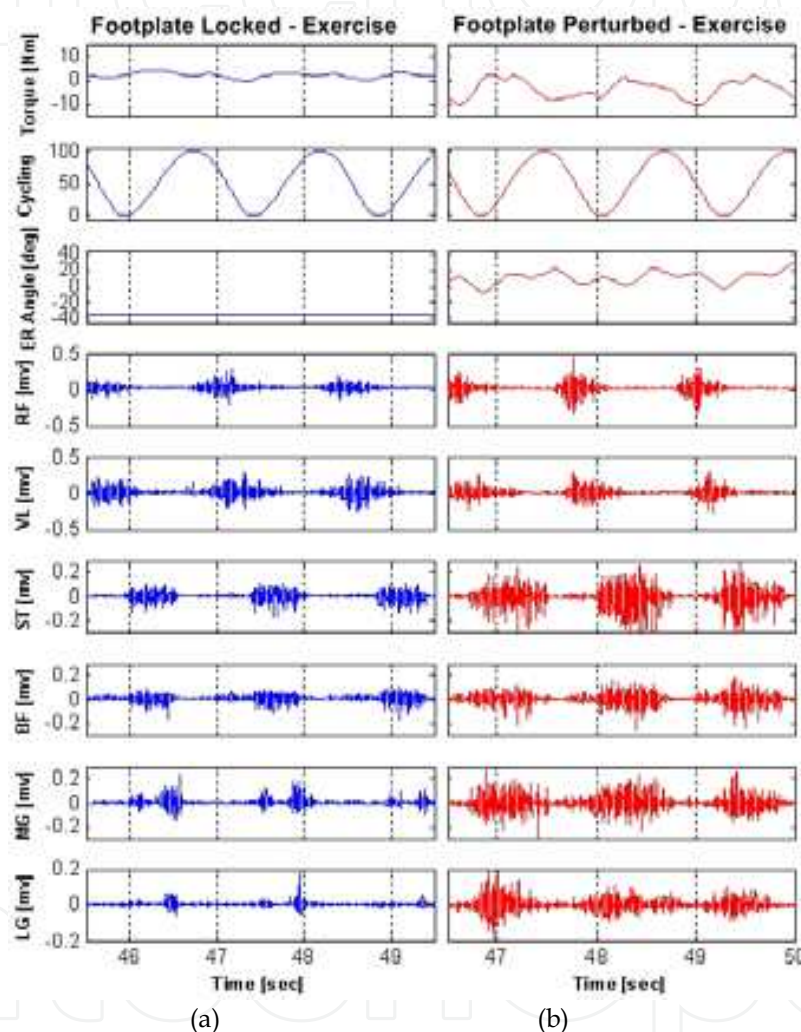 Footplate Locked - Exercise
Footplate Perturbed - Exercise
Torque [Nm]
10
0
-10
Cycling
100
50
0
ER Angle [deg]
40
20
0
-20
-40
RF [mv]
0.5
0
-0.5
VL [mv]
0.5
0
-0.5
ST [mv]
0.2
0
-0.2
BF [mv]
0.2
0
-0.2
MG [mv]
0.2
0
-0.2
LG [mv]
0.2
0
-0.2
46 47 48 49
47 48 49 50
Time [sec]
Time [sec]
(a)
(b)